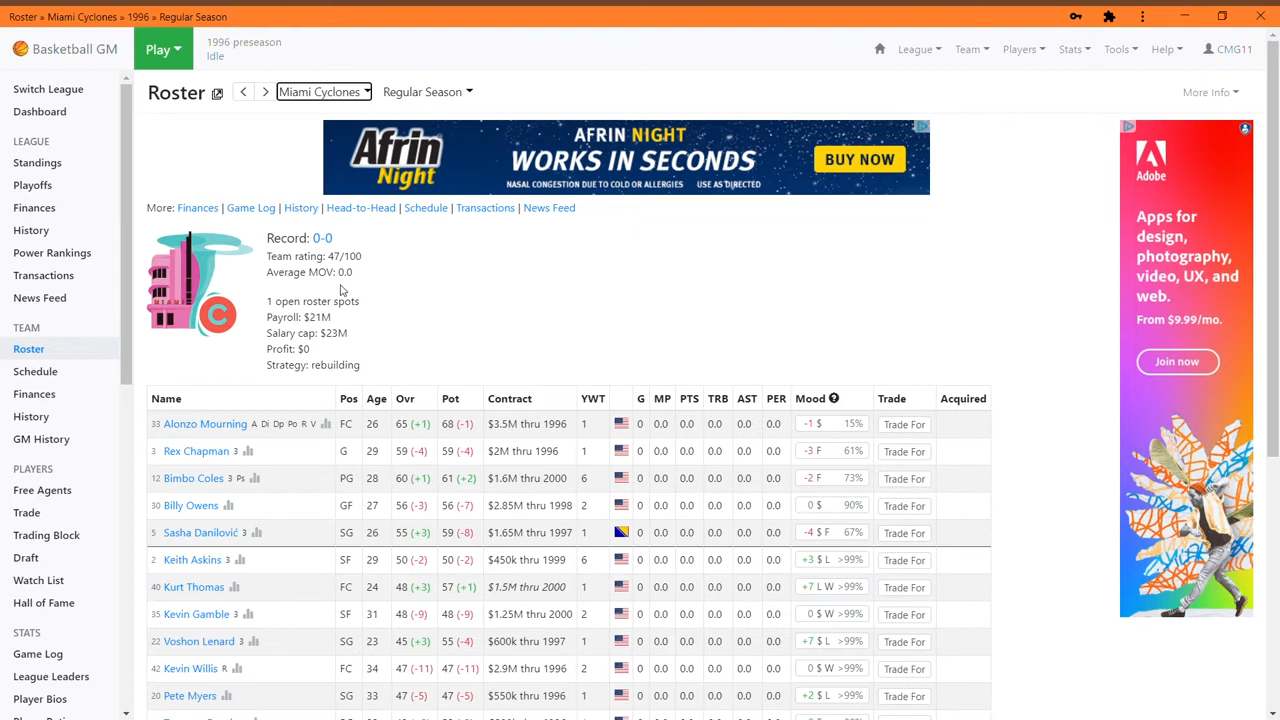 Roster » Miami Cyclones » 1996 » Regular Season
Basketball GM
Play
1996 preseason
Idle
League Team Players Stats Tools Help CMG11
Switch League
Dashboard
LEAGUE
Standings
Playoffs
Finances
History
Power Rankings
Transactions
News Feed
TEAM
Roster
Schedule
Finances
History
GM History
PLAYERS
Free Agents
Trade
Trading Block
Draft
Watch List
Hall of Fame
STATS
Game Log
League Leaders
Player Bios
Roster < > Miami Cyclones Regular Season More Info
Afrin
Night
AFRIN NIGHT
WORKS IN SECONDS
NASAL CONGESTION DUE TO COLD OR ALLERGIES USE AS DIRECTED
BUY NOW
More: Finances | Game Log | History | Head-to-Head | Schedule | Transactions | News Feed
C
Record: 0-0
Team rating: 47/100
Average MOV: 0.0
1 open roster spots
Payroll: $21M
Salary cap: $23M
Profit: $0
Strategy: rebuilding
Name Pos Age Ovr Pot Contract YWT G MP PTS TRB AST PER Mood ? Trade Acquired
33 Alonzo Mourning A Di Dp Po R V FC 26 65 (+1) 68 (-1) $3.5M thru 1996 1 0 0.0 0.0 0.0 0.0 0.0 -1 $ 15% Trade For
3 Rex Chapman 3 G 29 59 (-4) 59 (-4) $2M thru 1996 1 0 0.0 0.0 0.0 0.0 0.0 -3 F 61% Trade For
12 Bimbo Coles 3 Ps PG 28 60 (+1) 61 (+2) $1.6M thru 2000 6 0 0.0 0.0 0.0 0.0 0.0 -2 F 73% Trade For
30 Billy Owens GF 27 56 (-3) 56 (-7) $2.85M thru 1998 2 0 0.0 0.0 0.0 0.0 0.0 0 $ 90% Trade For
5 Sasha Danilović 3 SG 26 55 (+3) 59 (-8) $1.65M thru 1997 1 0 0.0 0.0 0.0 0.0 0.0 -4 $ F 67% Trade For
2 Keith Askins 3 SF 29 50 (-2) 50 (-2) $450k thru 1999 6 0 0.0 0.0 0.0 0.0 0.0 +3 $ L >99% Trade For
40 Kurt Thomas FC 24 48 (+3) 56 (+1) $1.5M thru 2000 1 0 0.0 0.0 0.0 0.0 0.0 +7 L W >99% Trade For
35 Kevin Gamble 3 SF 31 48 (-9) 48 (-9) $1.25M thru 2000 2 0 0.0 0.0 0.0 0.0 0.0 0 $ W >99% Trade For
22 Voshon Lenard 3 SG 23 45 (+3) 55 (-4) $600k thru 1997 1 0 0.0 0.0 0.0 0.0 0.0 +7 $ L >99% Trade For
42 Kevin Willis R FC 34 47 (-11) 47 (-11) $2.9M thru 1996 2 0 0.0 0.0 0.0 0.0 0.0 0 $ W >99% Trade For
20 Pete Myers SG 33 47 (-5) 47 (-5) $550k thru 1996 1 0 0.0 0.0 0.0 0.0 0.0 +2 $ L >99% Trade For
Adobe
Apps for
design,
photography,
video, UX, and
web.
From $9.99/mo.
Join now